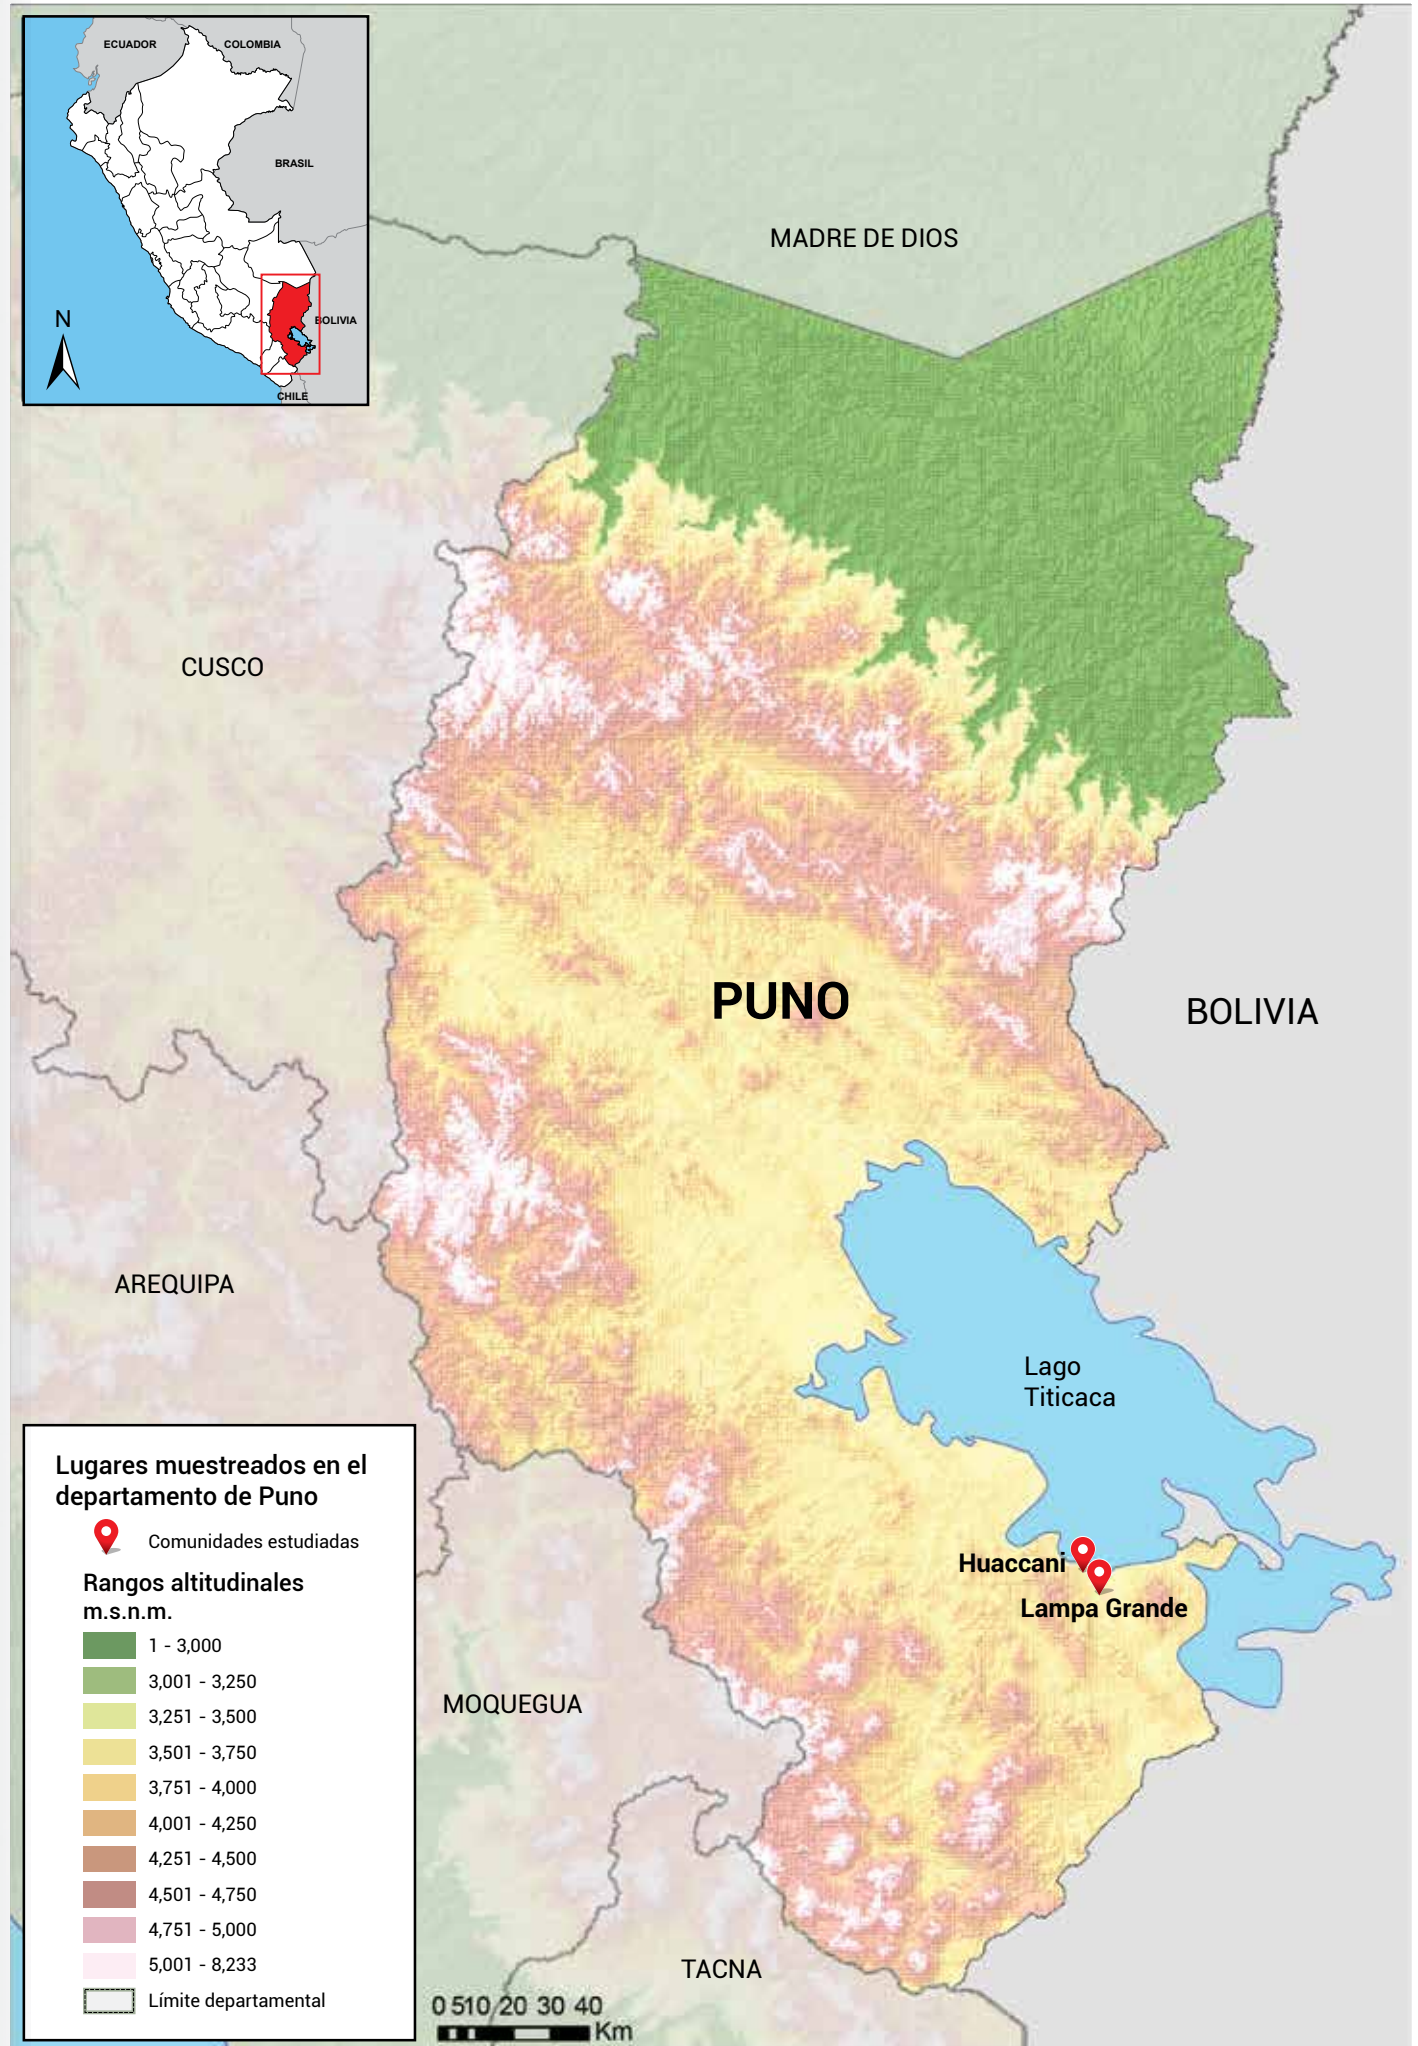 ECUADOR
COLOMBIA
BRASIL
BOLIVIA
CHILE
N
MADRE DE DIOS
CUSCO
PUNO
BOLIVIA
AREQUIPA
Lago
Titicaca
Huaccani
Lampa Grande
MOQUEGUA
TACNA
Lugares muestreados en el
departamento de Puno
Comunidades estudiadas
Rangos altitudinales
m.s.n.m.
1 - 3,000
3,001 - 3,250
3,251 - 3,500
3,501 - 3,750
3,751 - 4,000
4,001 - 4,250
4,251 - 4,500
4,501 - 4,750
4,751 - 5,000
5,001 - 8,233
Límite departamental
0 5 10 20 30 40
Km